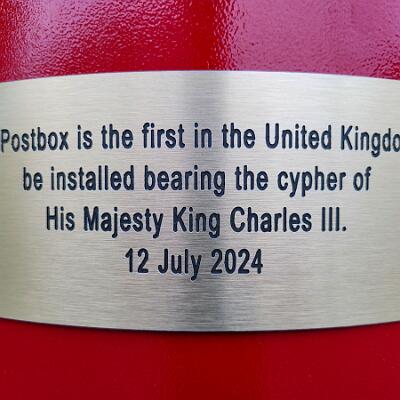 Postbox is the first in the United Kingdo
be installed bearing the cypher of
His Majesty King Charles III.
12 July 2024